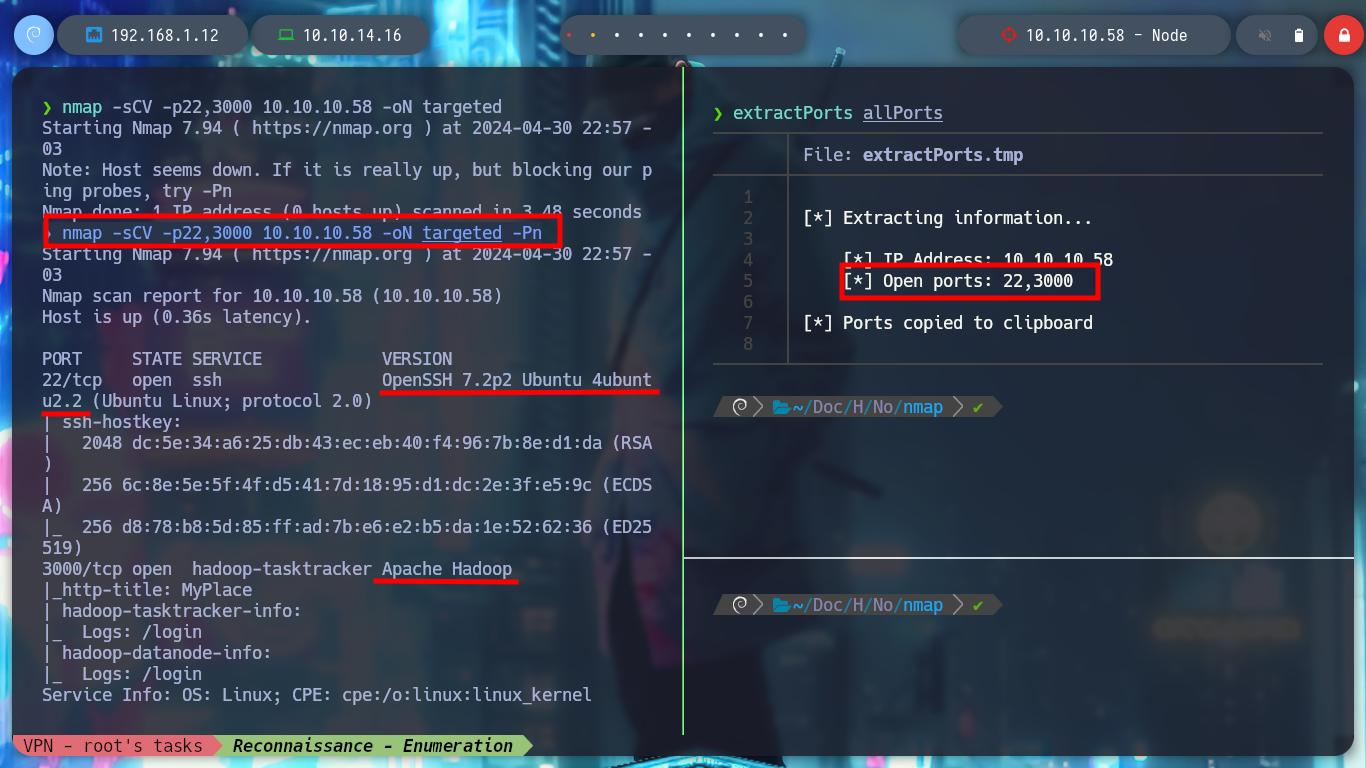 192.168.1.12
10.10.14.16
10.10.10.58 - Node
❯ nmap -sCV -p22,3000 10.10.10.58 -oN targeted
Starting Nmap 7.94 ( https://nmap.org ) at 2024-04-30 22:57 -
03
Note: Host seems down. If it is really up, but blocking our p
ing probes, try -Pn
Nmap done: 1 IP address (0 hosts up) scanned in 3.48 seconds
nmap -sCV -p22,3000 10.10.10.58 -oN targeted -Pn
Starting Nmap 7.94 ( https://nmap.org ) at 2024-04-30 22:57 -
03
Nmap scan report for 10.10.10.58 (10.10.10.58)
Host is up (0.36s latency).
PORT     STATE SERVICE            VERSION
22/tcp   open  ssh                OpenSSH 7.2p2 Ubuntu 4ubunt
u2.2 (Ubuntu Linux; protocol 2.0)
| ssh-hostkey:
|   2048 dc:5e:34:a6:25:db:43:ec:eb:40:f4:96:7b:8e:d1:da (RSA
)
|   256 6c:8e:5e:5f:4f:d5:41:7d:18:95:d1:dc:2e:3f:e5:9c (ECDS
A)
|_  256 d8:78:b8:5d:85:ff:ad:7b:e6:e2:b5:da:1e:52:62:36 (ED25
519)
3000/tcp open  hadoop-tasktracker Apache Hadoop
|_http-title: MyPlace
| hadoop-tasktracker-info:
|_  Logs: /login
| hadoop-datanode-info:
|_  Logs: /login
Service Info: OS: Linux; CPE: cpe:/o:linux:linux_kernel
❯ extractPorts allPorts
File: extractPorts.tmp
1
2 [*] Extracting information...
3
4 [*] IP Address: 10.10.10.58
5 [*] Open ports: 22,3000
6
7 [*] Ports copied to clipboard
8
~/Doc/H/No/nmap ✔
~/Doc/H/No/nmap ✔
VPN - root's tasks Reconnaissance - Enumeration